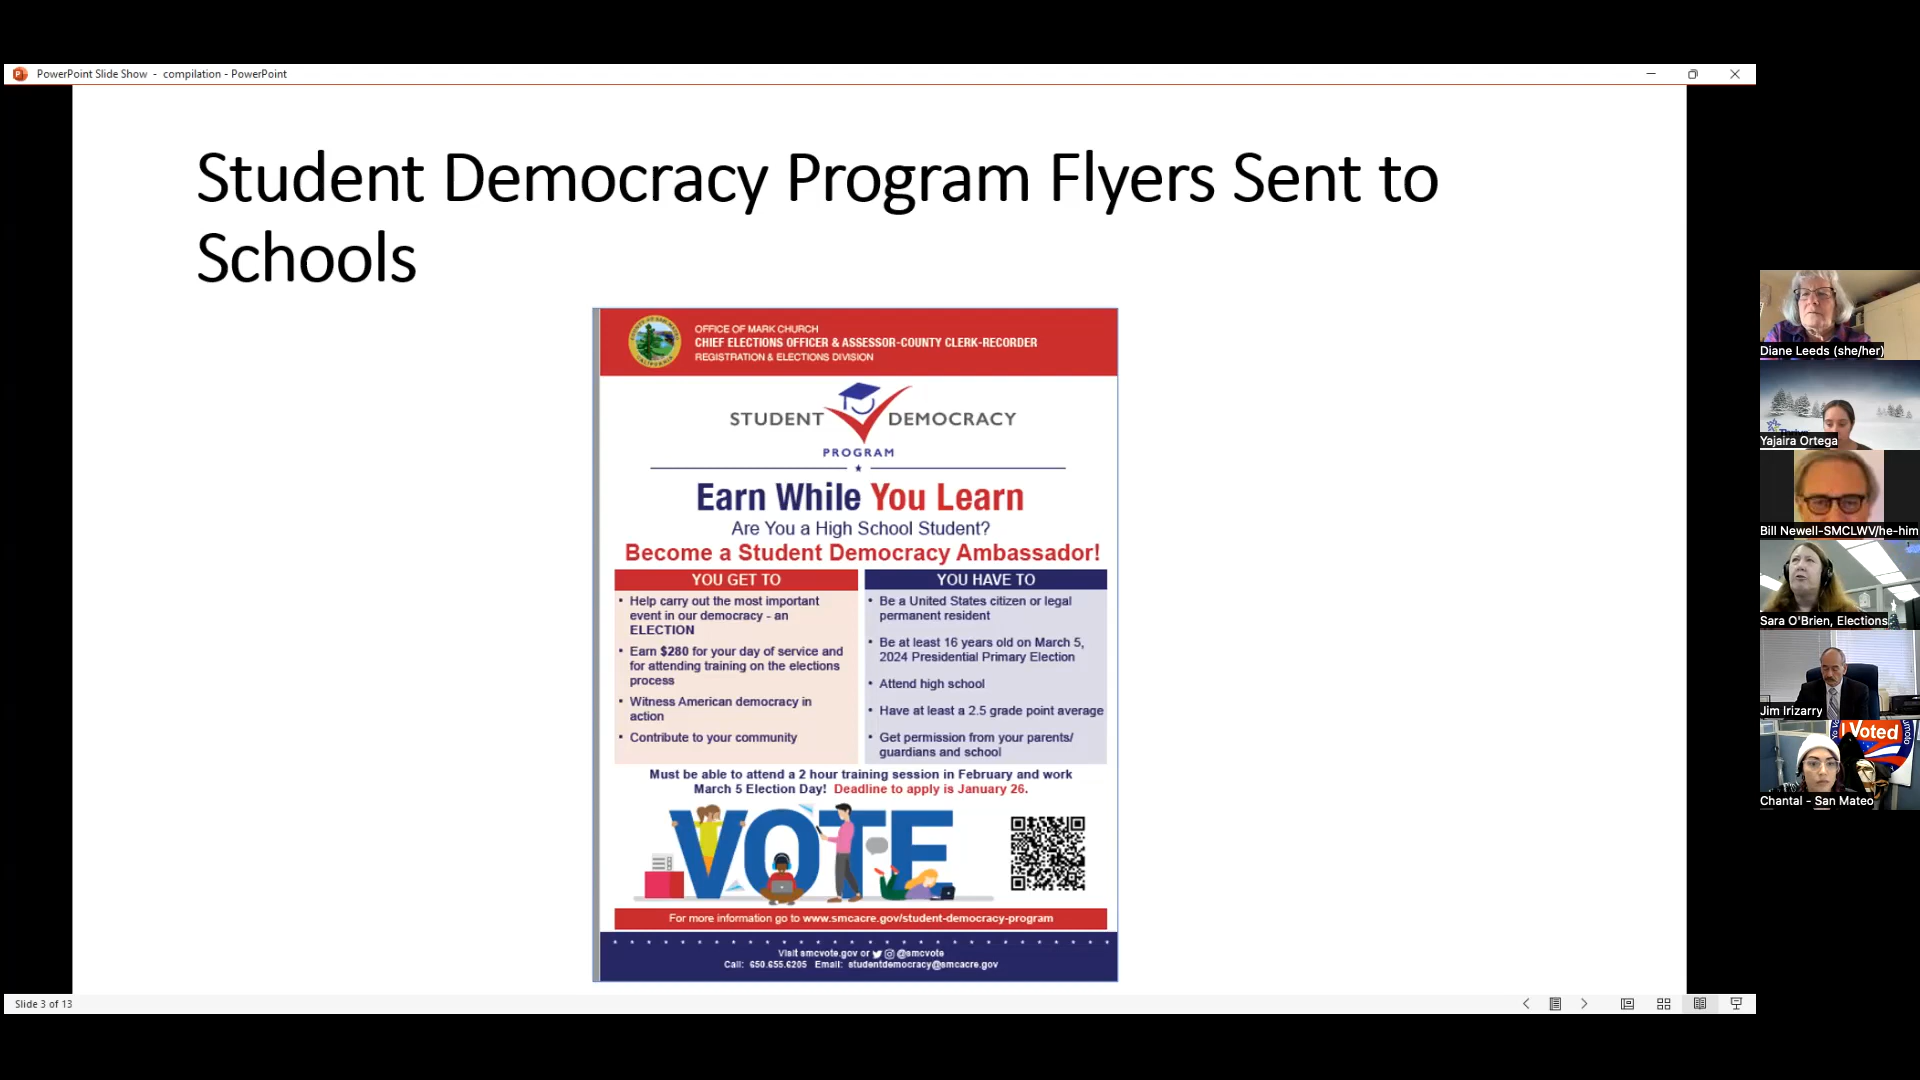 PowerPoint Slide Show - compilation - PowerPoint
Student Democracy Program Flyers Sent to
Schools
OFFICE OF MARK CHURCH
CHIEF ELECTIONS OFFICER & ASSESSOR-COUNTY CLERK-RECORDER
REGISTRATION & ELECTIONS DIVISION
STUDENT DEMOCRACY
PROGRAM
Earn While You Learn
Are You a High School Student?
Become a Student Democracy Ambassador!
YOU GET TO
• Help carry out the most important
event in our democracy - an
ELECTION
• Earn $280 for your day of service and
for attending training on the elections
process
• Witness American democracy in
action
• Contribute to your community
YOU HAVE TO
• Be a United States citizen or legal
permanent resident
• Be at least 16 years old on March 5,
2024 Presidential Primary Election
• Attend high school
• Have at least a 2.5 grade point average
• Get permission from your parents/
guardians and school
Must be able to attend a 2 hour training session in February and work
March 5 Election Day! Deadline to apply is January 26.
VOTE
For more information go to www.smcacre.gov/student-democracy-program
Visit smcvote.gov or @smcvote
Call: 650.655.6205 Email: studentdemocracy@smcacre.gov
Slide 3 of 13
Diane Leeds (she/her)
Yajaira Ortega
Bill Newell-SMCLWV/he-him
Sara O'Brien, Elections
Jim Irizarry
I Voted
Chantal - San Mateo